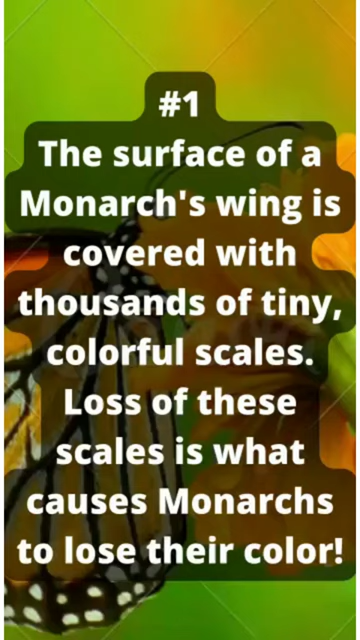 #1
The surface of a
Monarch's wing is
covered with
thousands of tiny,
colorful scales.
Loss of these
scales is what
causes Monarchs
to lose their color!